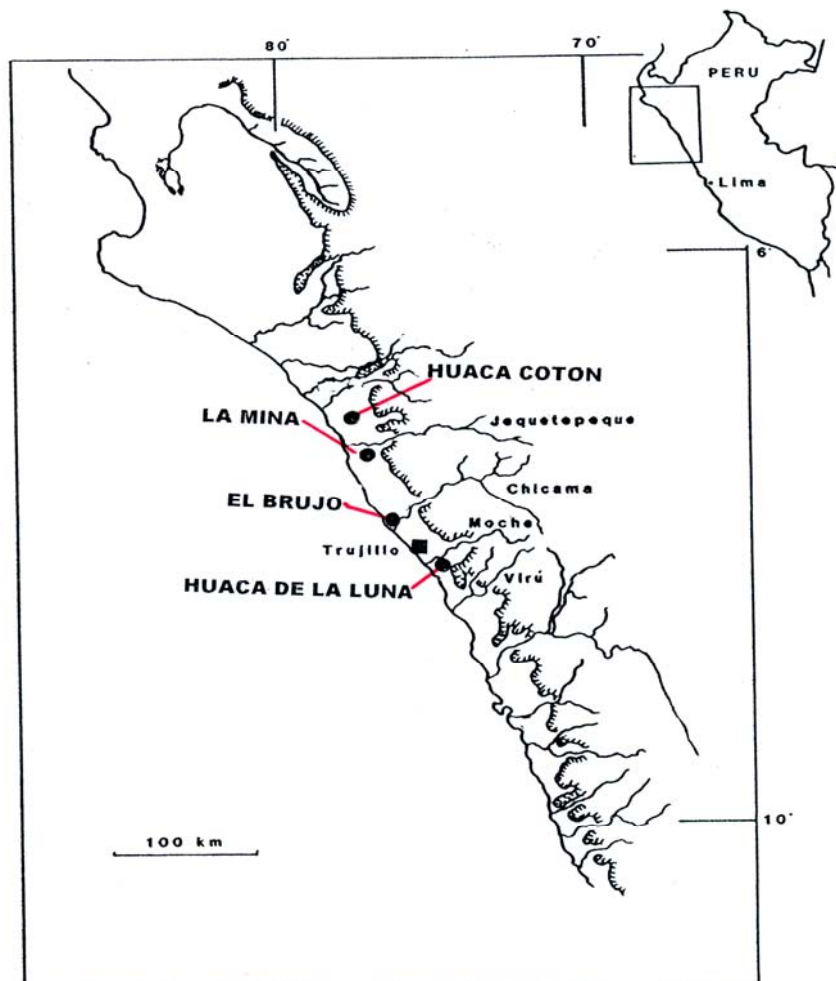 80°
70°
PERU
Lima
6°
HUACA COTON
LA MINA
Jequetepeque
Chicama
EL BRUJO
Moche
Trujillo
HUACA DE LA LUNA
Virú
10°
100 km